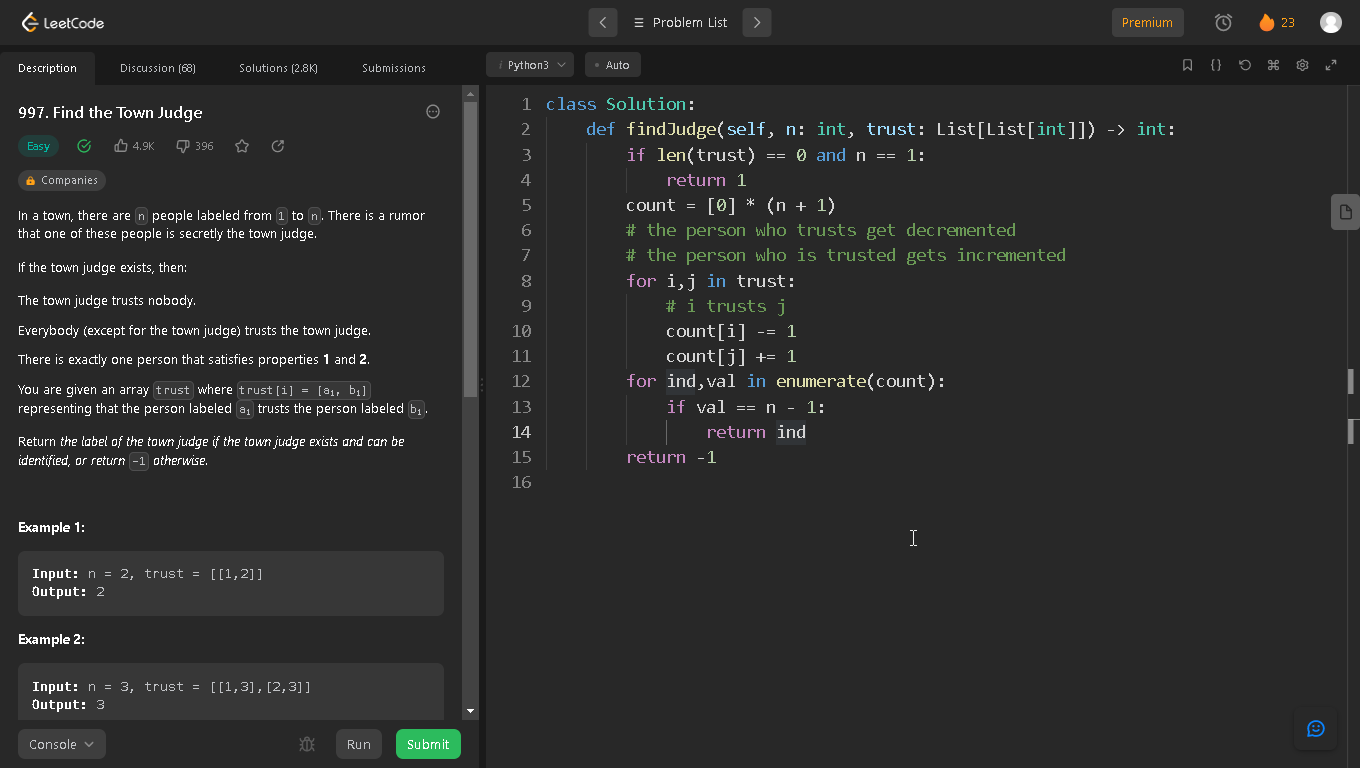 LeetCode
Problem List
Premium
23
Description
Discussion (68)
Solutions (2.8K)
Submissions
i Python3
Auto
{}
997. Find the Town Judge
Easy
4.9K
396
Companies
In a town, there are n people labeled from 1 to n. There is a rumor
that one of these people is secretly the town judge.
If the town judge exists, then:
The town judge trusts nobody.
Everybody (except for the town judge) trusts the town judge.
There is exactly one person that satisfies properties 1 and 2.
You are given an array trust where trust[i] = [aᵢ, bᵢ]
representing that the person labeled aᵢ trusts the person labeled bᵢ.
Return the label of the town judge if the town judge exists and can be
identified, or return -1 otherwise.
Example 1:
Input: n = 2, trust = [[1,2]]
Output: 2
Example 2:
Input: n = 3, trust = [[1,3],[2,3]]
Output: 3
Console
Run
Submit
1 class Solution:
2     def findJudge(self, n: int, trust: List[List[int]]) -> int:
3         if len(trust) == 0 and n == 1:
4             return 1
5         count = [0] * (n + 1)
6         # the person who trusts get decremented
7         # the person who is trusted gets incremented
8         for i,j in trust:
9             # i trusts j
10             count[i] -= 1
11             count[j] += 1
12         for ind,val in enumerate(count):
13             if val == n - 1:
14                 return ind
15         return -1
16